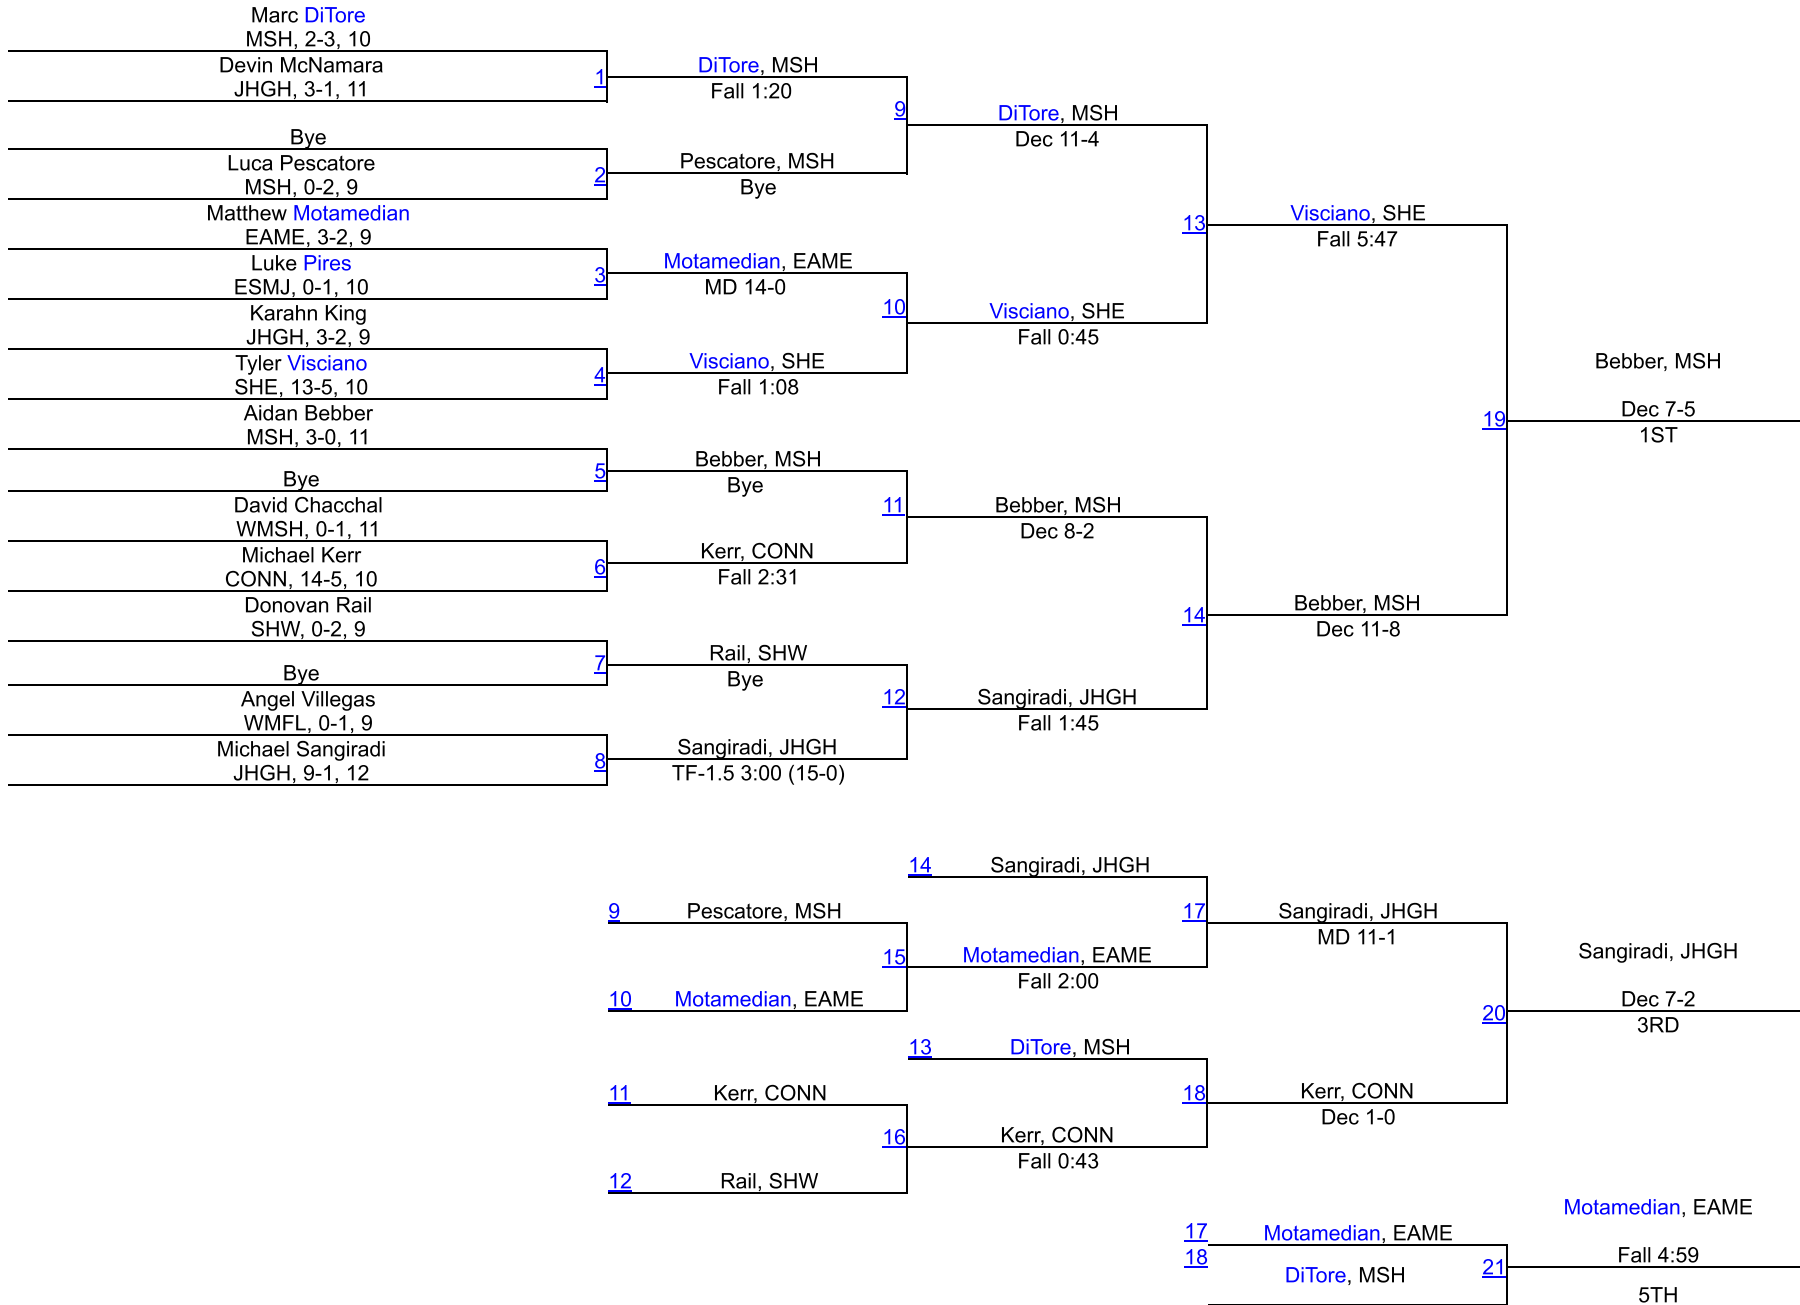 Marc DiTore
MSH, 2-3, 10
Devin McNamara
JHGH, 3-1, 11
1
DiTore, MSH
Fall 1:20
9
DiTore, MSH
Dec 11-4
Bye
Luca Pescatore
MSH, 0-2, 9
2
Pescatore, MSH
Bye
Matthew Motamedian
EAME, 3-2, 9
Luke Pires
ESMJ, 0-1, 10
3
Motamedian, EAME
MD 14-0
13
Visciano, SHE
Fall 5:47
Karahn King
JHGH, 3-2, 9
10
Visciano, SHE
Fall 0:45
Tyler Visciano
SHE, 13-5, 10
4
Visciano, SHE
Fall 1:08
Bebber, MSH
Dec 7-5
19
1ST
Aidan Bebber
MSH, 3-0, 11
Bye
5
Bebber, MSH
Bye
11
Bebber, MSH
Dec 8-2
David Chacchal
WMSH, 0-1, 11
Michael Kerr
CONN, 14-5, 10
6
Kerr, CONN
Fall 2:31
Donovan Rail
SHW, 0-2, 9
14
Bebber, MSH
Dec 11-8
Bye
7
Rail, SHW
Bye
12
Sangiradi, JHGH
Fall 1:45
Angel Villegas
WMFL, 0-1, 9
Michael Sangiradi
JHGH, 9-1, 12
8
Sangiradi, JHGH
TF-1.5 3:00 (15-0)
14
Sangiradi, JHGH
9
Pescatore, MSH
17
Sangiradi, JHGH
MD 11-1
15
Motamedian, EAME
Fall 2:00
10
Motamedian, EAME
Sangiradi, JHGH
Dec 7-2
20
3RD
13
DiTore, MSH
11
Kerr, CONN
18
Kerr, CONN
Dec 1-0
16
Kerr, CONN
Fall 0:43
12
Rail, SHW
17
Motamedian, EAME
18
DiTore, MSH
21
Motamedian, EAME
Fall 4:59
5TH